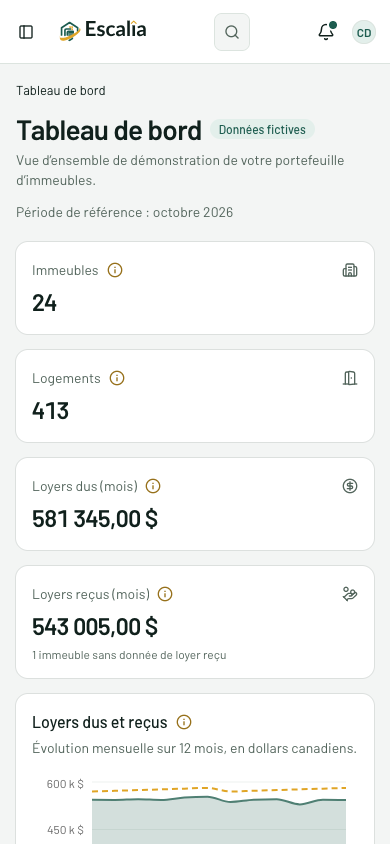 Escalia
CD
Tableau de bord
Tableau de bord
Données fictives
Vue d'ensemble de démonstration de votre portefeuille
d'immeubles.
Période de référence : octobre 2026
Immeubles
24
Logements
413
Loyers dus (mois)
581 345,00 $
Loyers reçus (mois)
543 005,00 $
1 immeuble sans donnée de loyer reçu
Loyers dus et reçus
Évolution mensuelle sur 12 mois, en dollars canadiens.
600 k $
450 k $